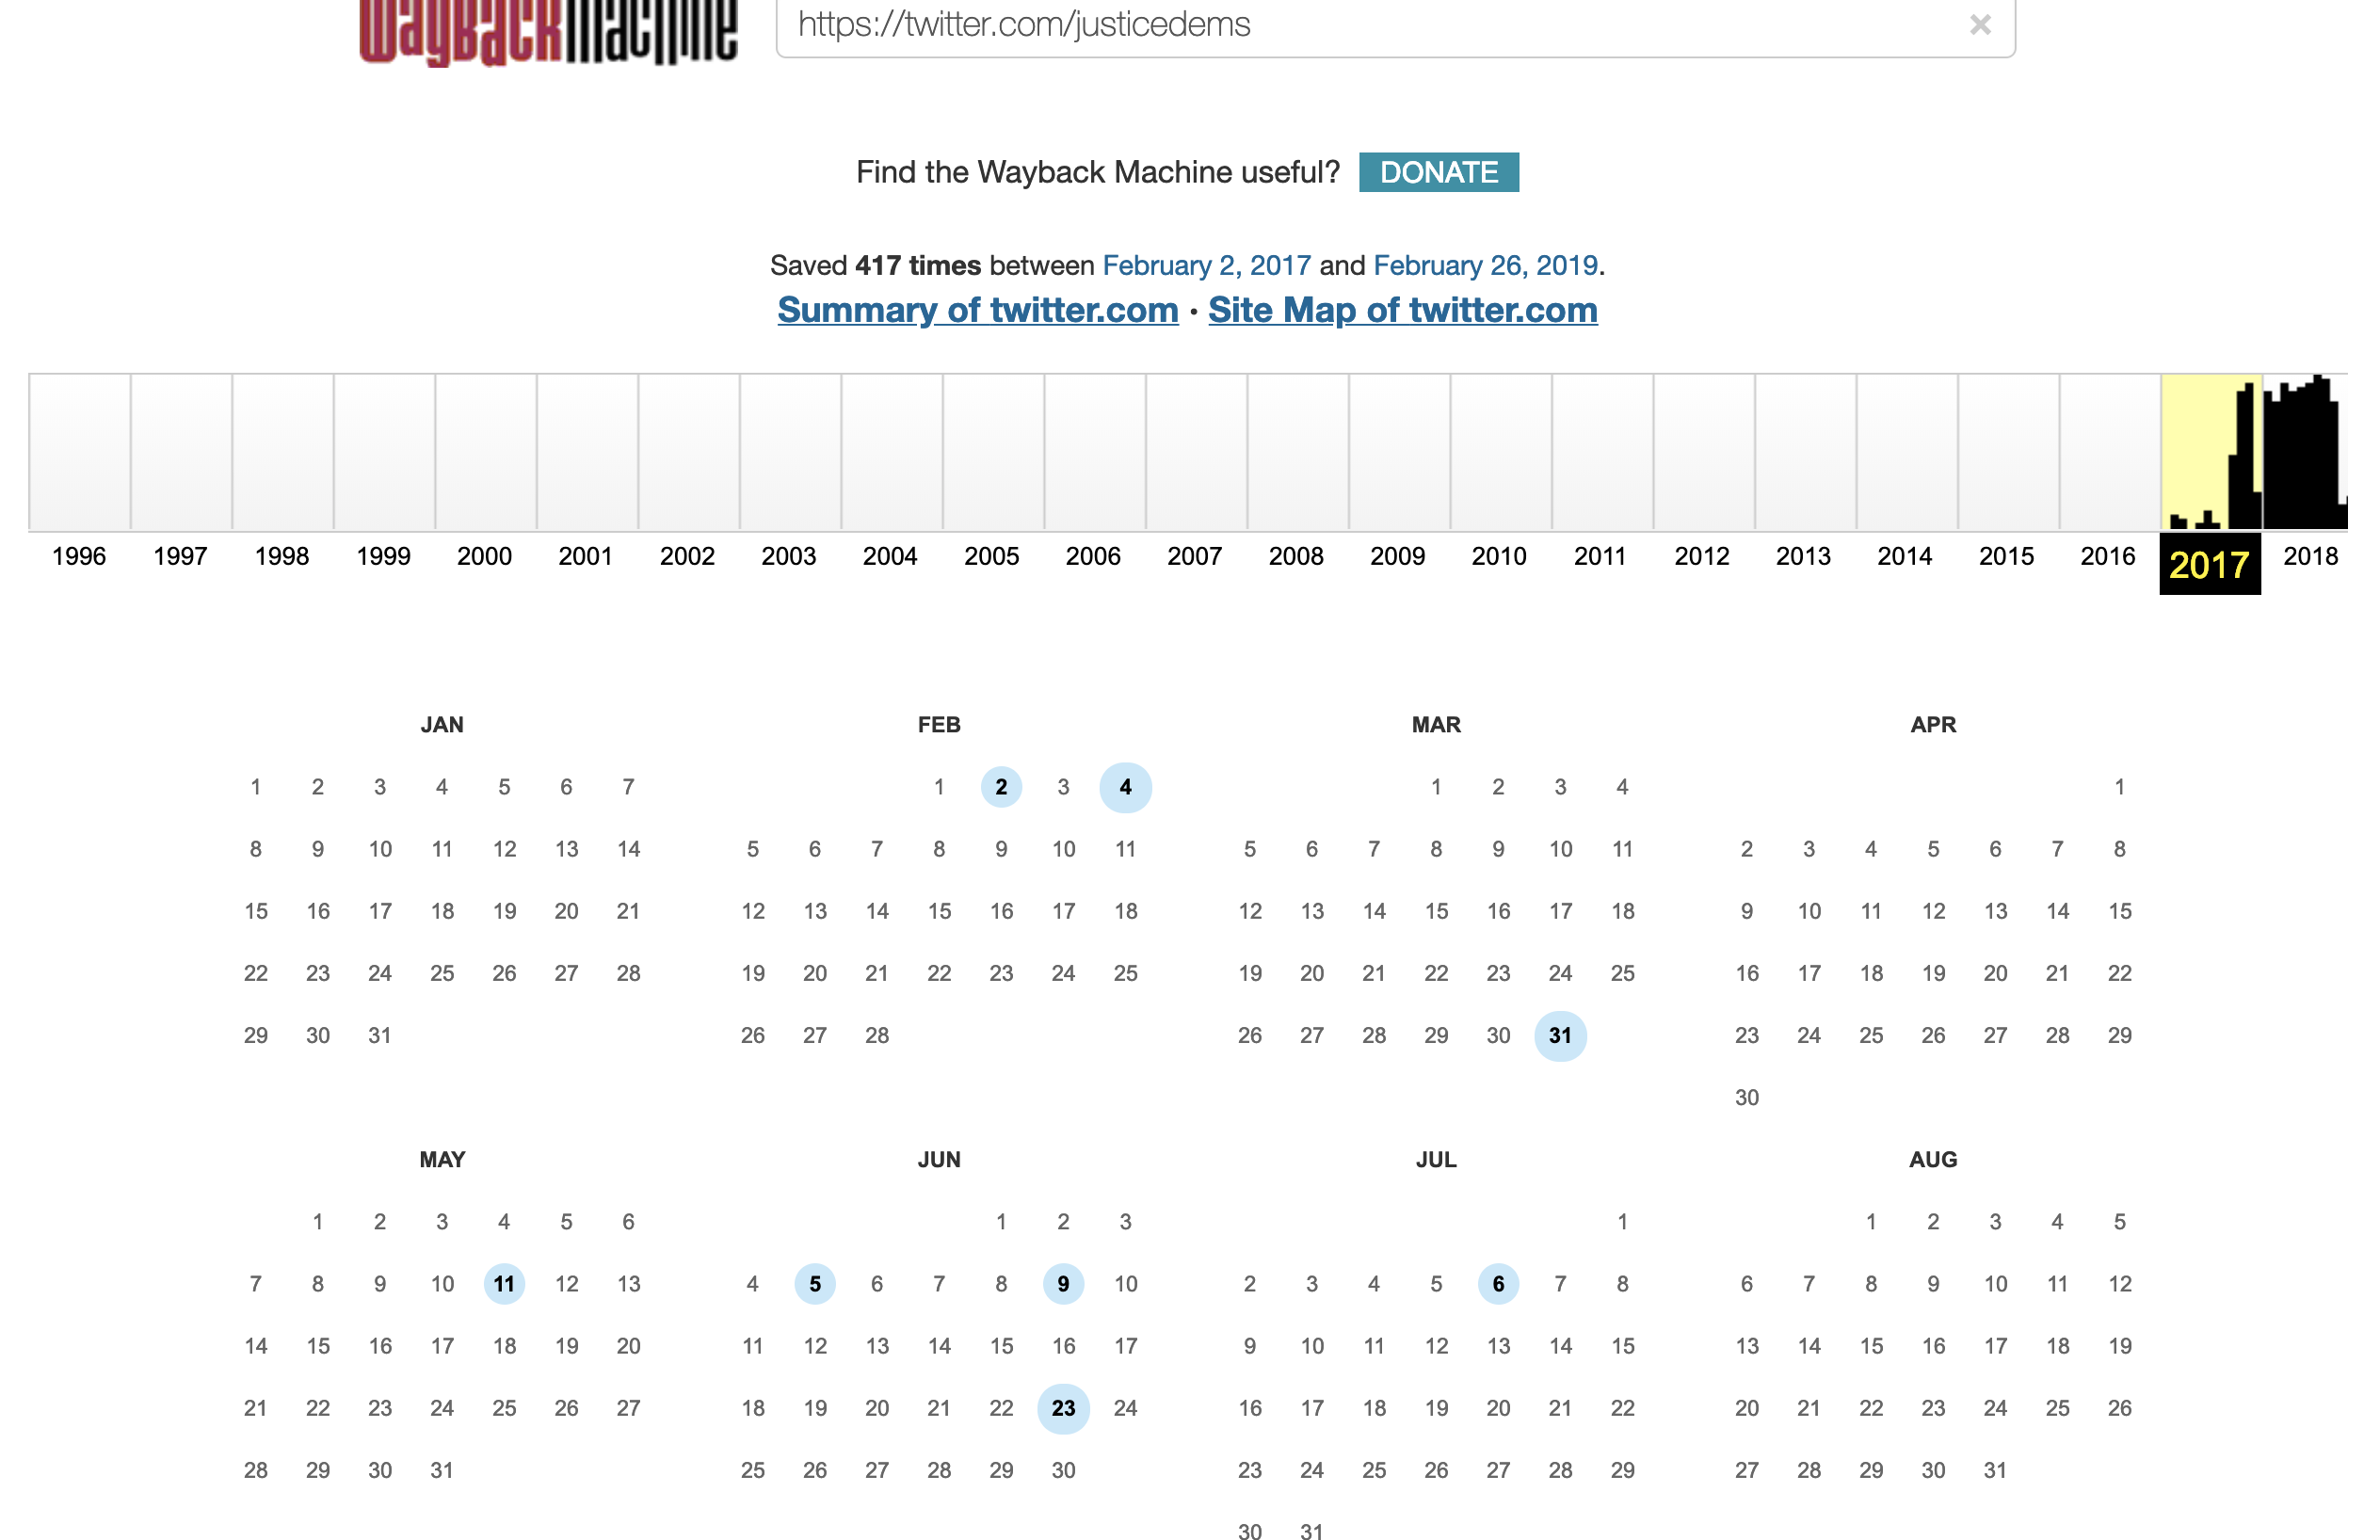 WayBackMachine
https://twitter.com/justicedems ×
Find the Wayback Machine useful? DONATE
Saved 417 times between February 2, 2017 and February 26, 2019.
Summary of twitter.com · Site Map of twitter.com
1996 1997 1998 1999 2000 2001 2002 2003 2004 2005 2006 2007 2008 2009 2010 2011 2012 2013 2014 2015 2016 2017 2018
JAN FEB MAR APR
1 2 3 4 5 6 7 1 2 3 4 1 2 3 4 1
8 9 10 11 12 13 14 5 6 7 8 9 10 11 5 6 7 8 9 10 11 2 3 4 5 6 7 8
15 16 17 18 19 20 21 12 13 14 15 16 17 18 12 13 14 15 16 17 18 9 10 11 12 13 14 15
22 23 24 25 26 27 28 19 20 21 22 23 24 25 19 20 21 22 23 24 25 16 17 18 19 20 21 22
29 30 31 26 27 28 26 27 28 29 30 31 23 24 25 26 27 28 29
30
MAY JUN JUL AUG
1 2 3 4 5 6 1 2 3 1 1 2 3 4 5
7 8 9 10 11 12 13 4 5 6 7 8 9 10 2 3 4 5 6 7 8 6 7 8 9 10 11 12
14 15 16 17 18 19 20 11 12 13 14 15 16 17 9 10 11 12 13 14 15 13 14 15 16 17 18 19
21 22 23 24 25 26 27 18 19 20 21 22 23 24 16 17 18 19 20 21 22 20 21 22 23 24 25 26
28 29 30 31 25 26 27 28 29 30 23 24 25 26 27 28 29 27 28 29 30 31
30 31